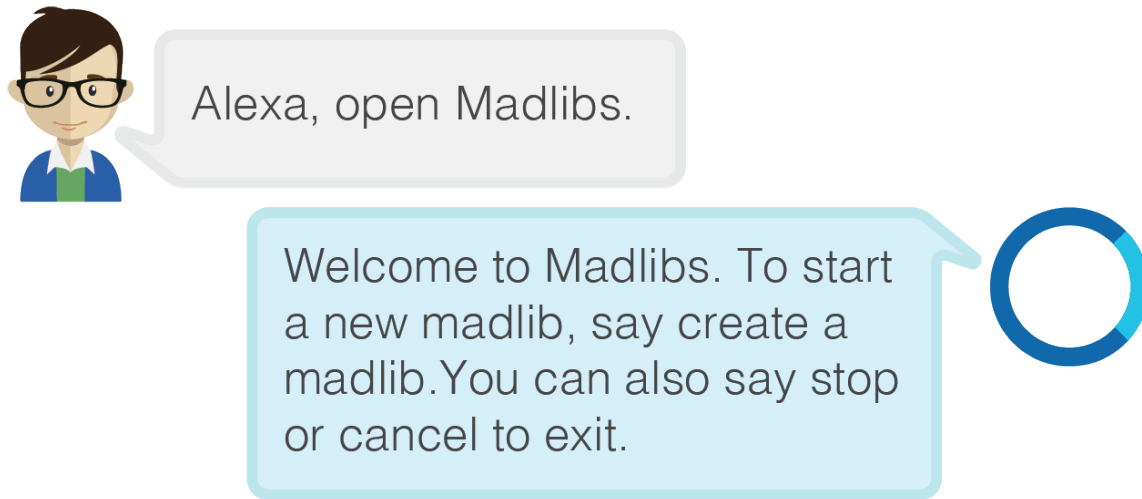 Alexa, open Madlibs.
Welcome to Madlibs. To start
a new madlib, say create a
madlib.You can also say stop
or cancel to exit.